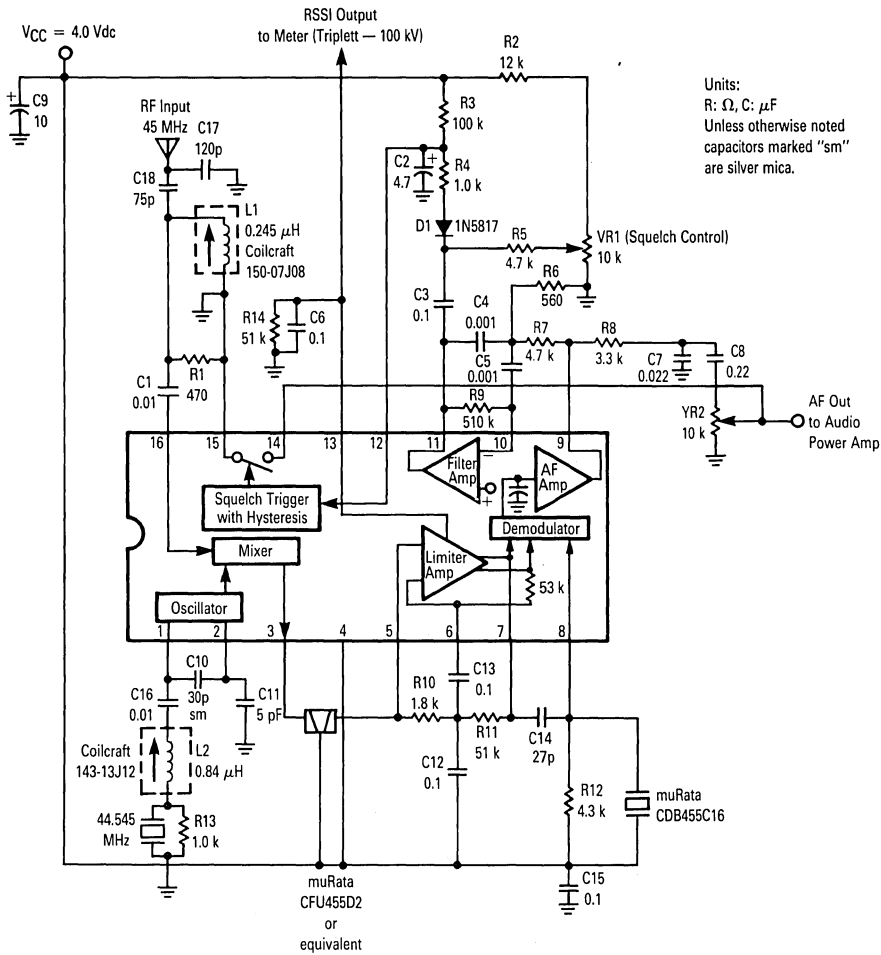 RSSI Output
to Meter (Triplett — 100 kV)
VCC = 4.0 Vdc
R2
12 k
+
C9
10
RF Input
45 MHz
C17
120p
R3
100 k
Units:
R: Ω, C: μF
Unless otherwise noted
capacitors marked "sm"
are silver mica.
C2
4.7
+
R4
1.0 k
C18
75p
L1
0.245 μH
Coilcraft
150-07J08
D1
1N5817
R5
4.7 k
VR1 (Squelch Control)
10 k
R6
560
C3
0.1
C4
0.001
R14
51 k
C6
0.1
R7
4.7 k
R8
3.3 k
C5
0.001
C7
0.022
C8
0.22
C1
0.01
R1
470
R9
510 k
YR2
10 k
AF Out
to Audio
Power Amp
16
15
14
13
12
11
10
9
Filter
Amp
−
+
AF
Amp
Squelch Trigger
with Hysteresis
Demodulator
Mixer
Limiter
Amp
53 k
Oscillator
1
2
3
4
5
6
7
8
C10
30p
sm
C16
0.01
C11
5 pF
C13
0.1
R10
1.8 k
R11
51 k
C14
27p
Coilcraft
143-13J12
L2
0.84 μH
C12
0.1
R12
4.3 k
muRata
CDB455C16
44.545
MHz
R13
1.0 k
C15
0.1
muRata
CFU455D2
or
equivalent